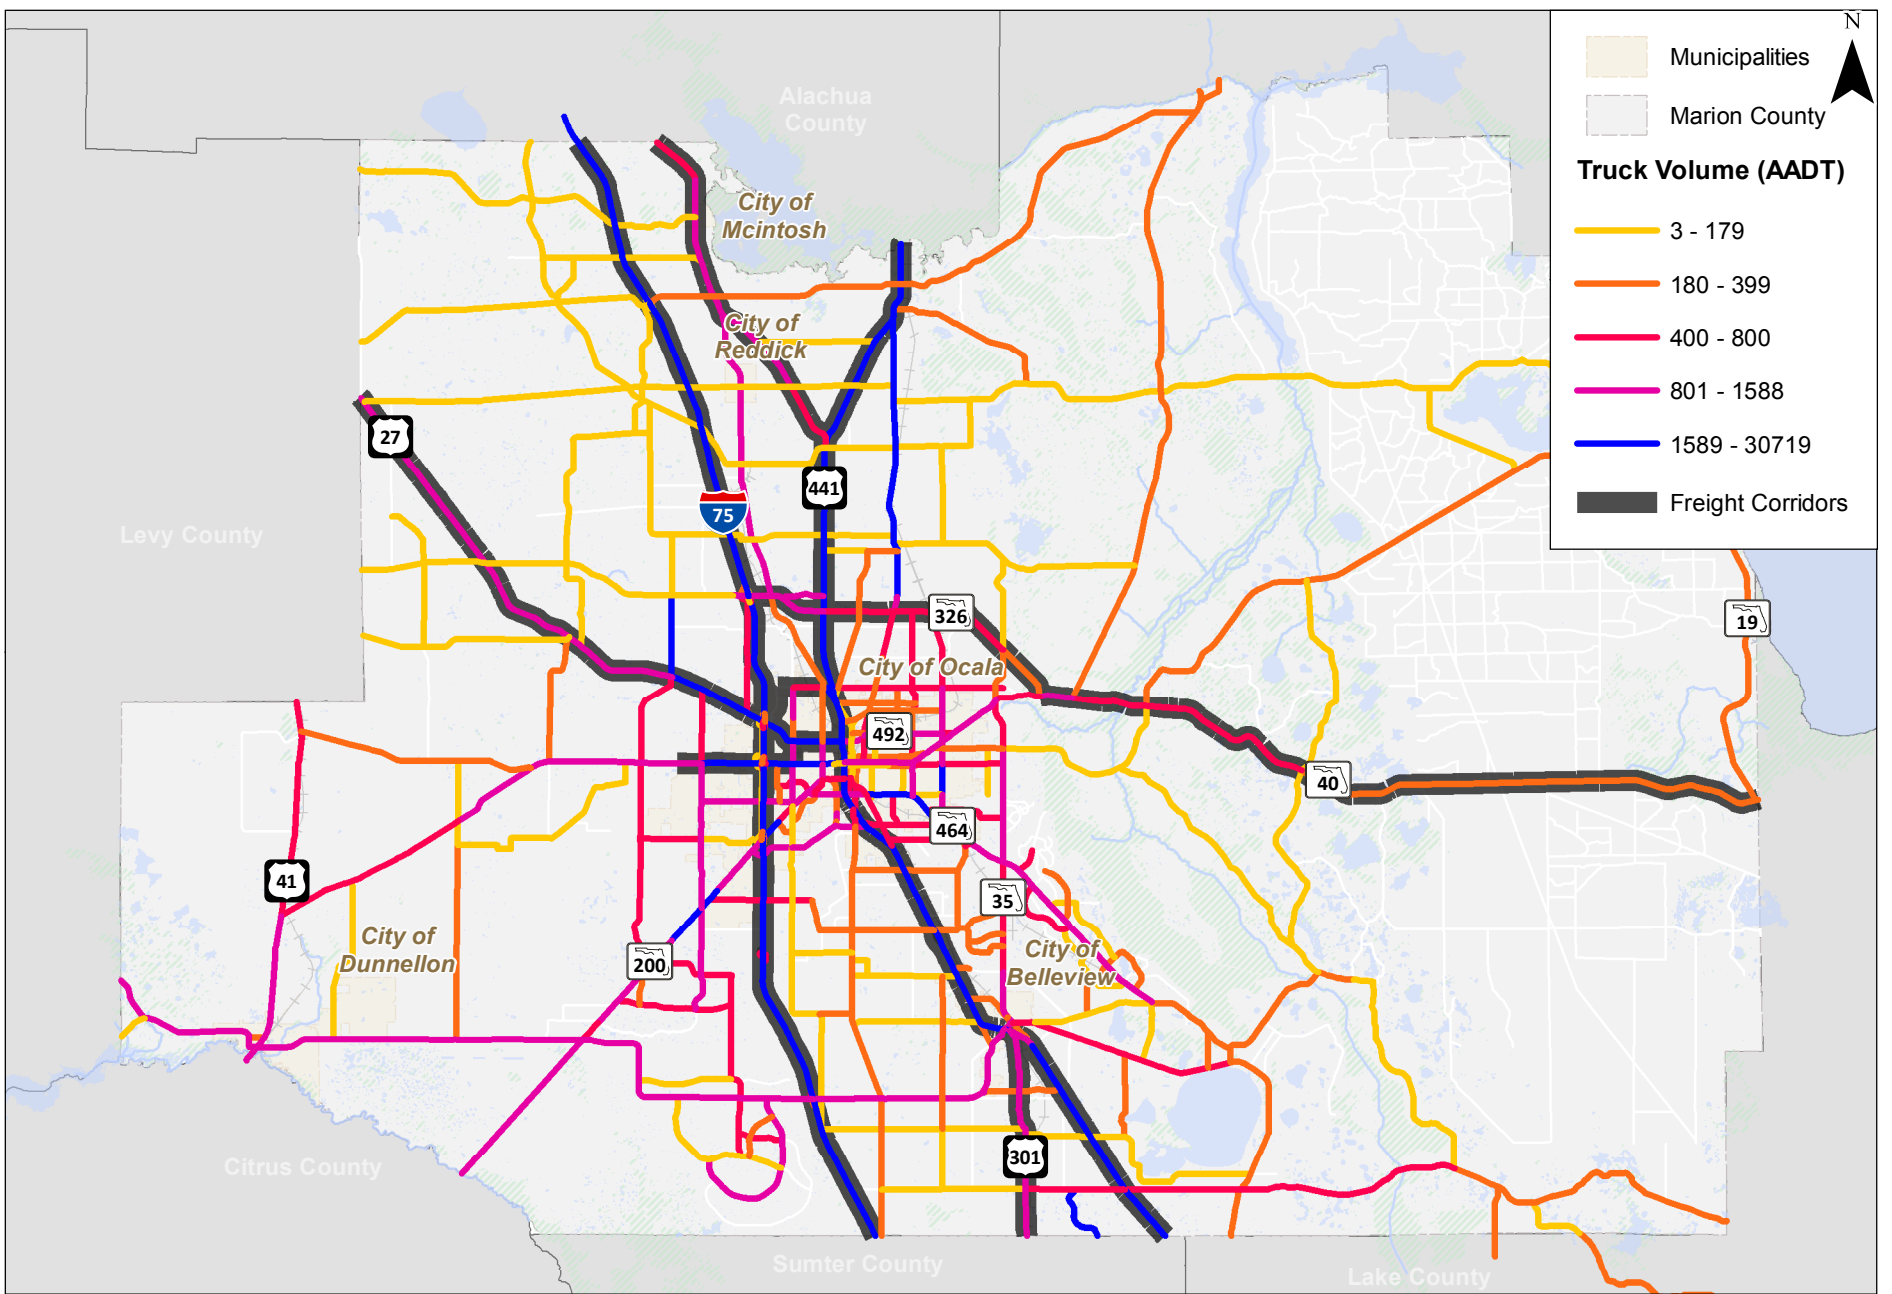 N
Municipalities
Marion County
Truck Volume (AADT)
3 - 179
180 - 399
400 - 800
801 - 1588
1589 - 30719
Freight Corridors
Alachua
County
City of
Mcintosh
City of
Reddick
27
441
75
Levy County
326
19
City of Ocala
492
40
464
41
35
City of
Dunnellon
200
City of
Belleview
301
Citrus County
Sumter County
Lake County